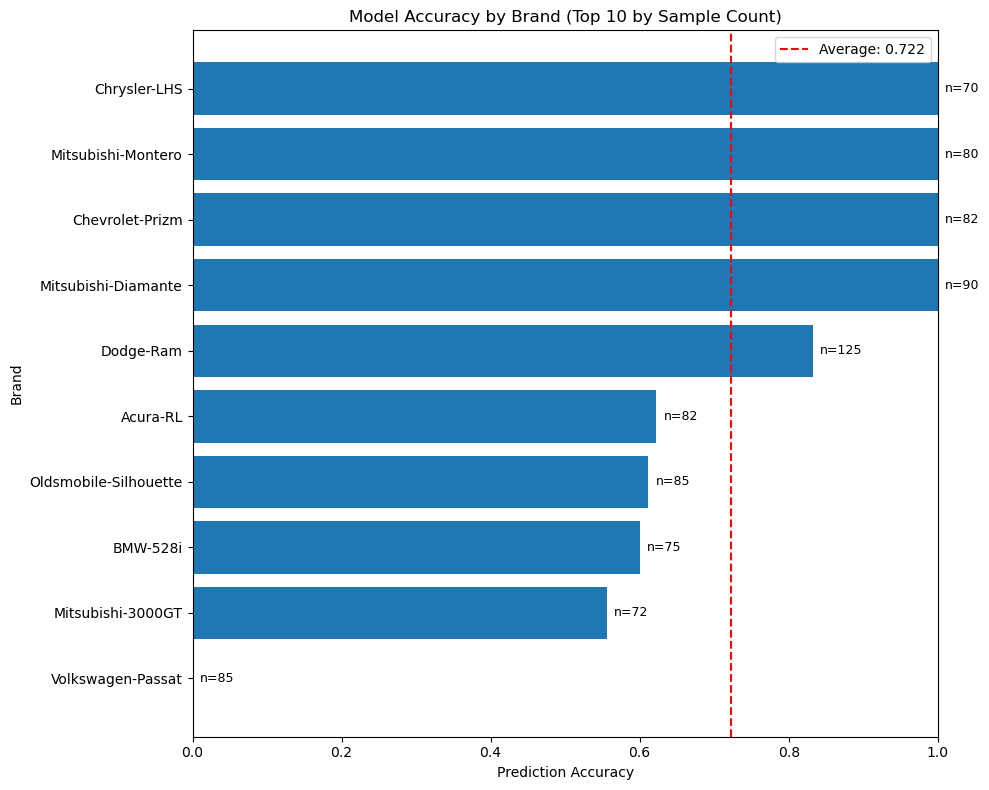 Model Accuracy by Brand (Top 10 by Sample Count)
Average: 0.722
Chrysler-LHS n=70
Mitsubishi-Montero n=80
Chevrolet-Prizm n=82
Mitsubishi-Diamante n=90
Dodge-Ram n=125
Acura-RL n=82
Oldsmobile-Silhouette n=85
BMW-528i n=75
Mitsubishi-3000GT n=72
Volkswagen-Passat n=85
Brand
0.0 0.2 0.4 0.6 0.8 1.0
Prediction Accuracy